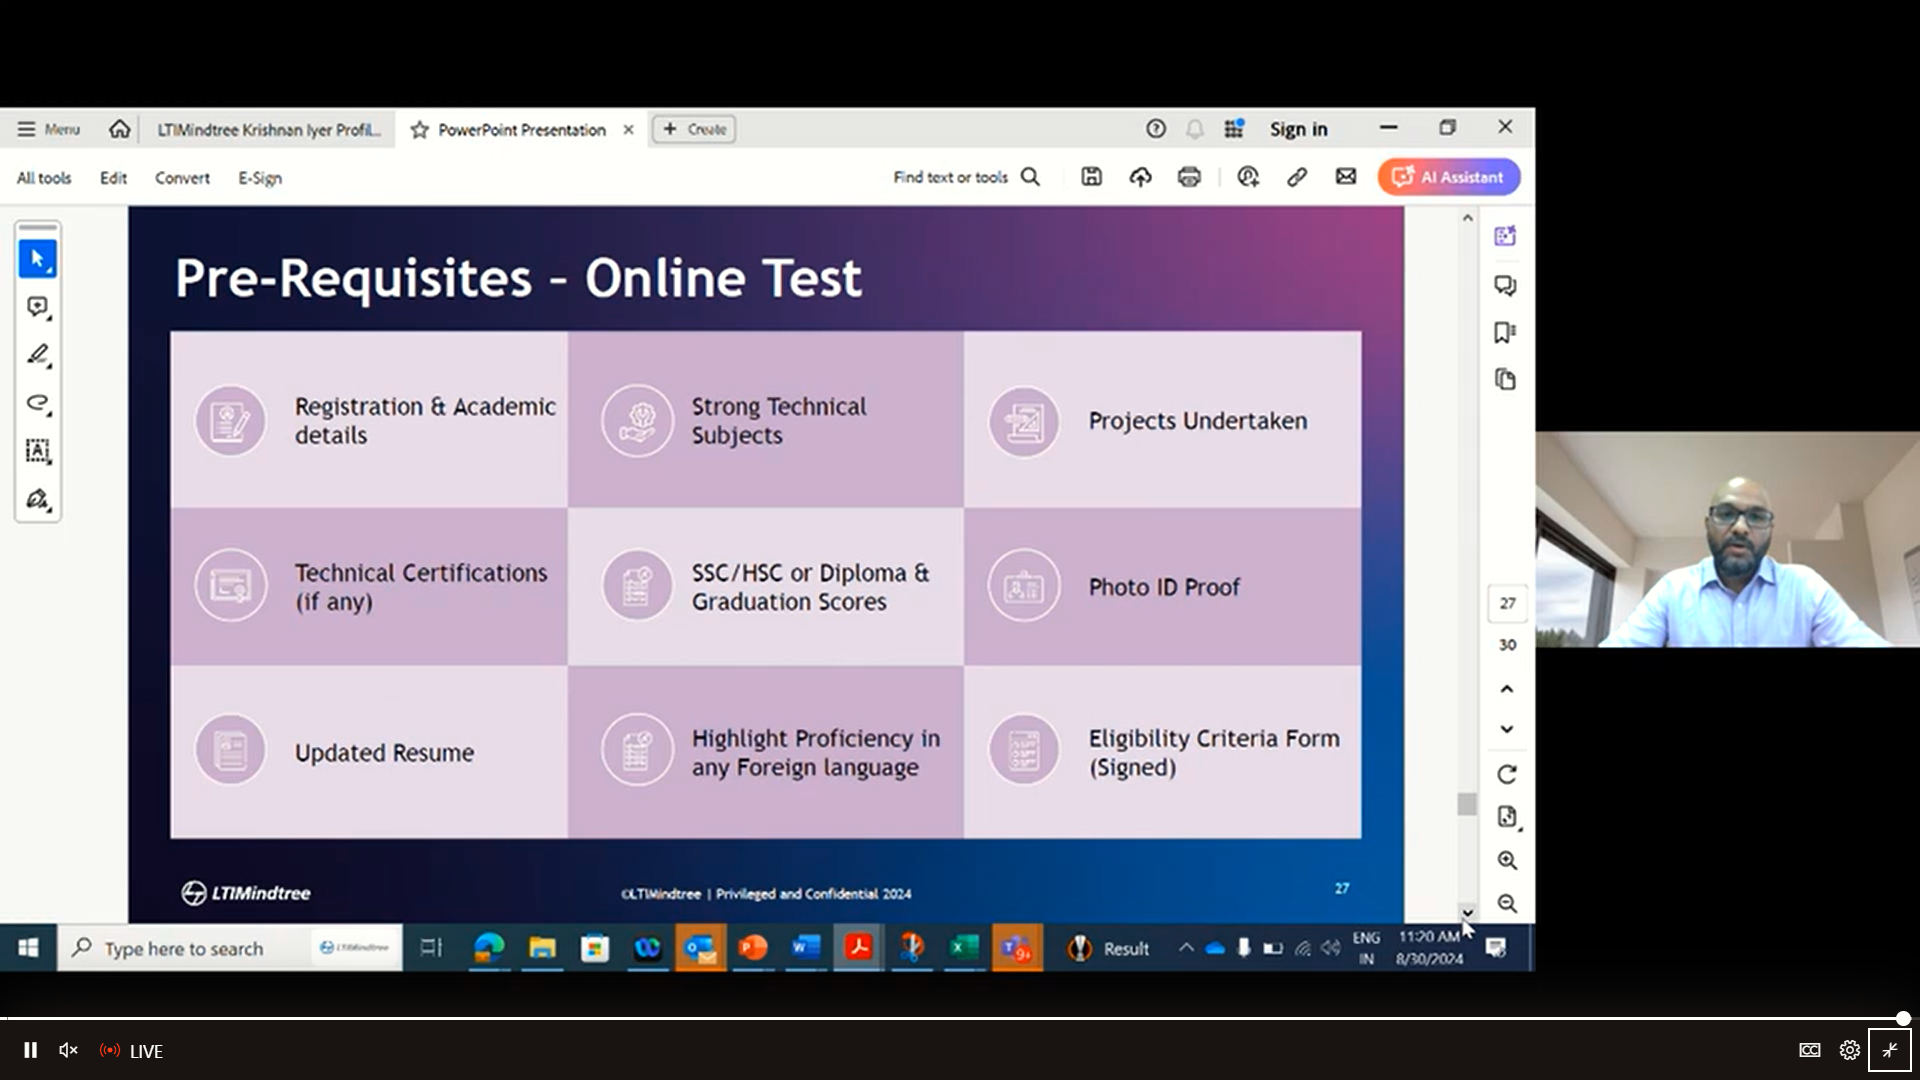 Menu
LTIMindtree Krishnan Iyer Profil...
PowerPoint Presentation
Create
Sign in
All tools
Edit
Convert
E-Sign
Find text or tools
AI Assistant
Pre-Requisites – Online Test
Registration & Academic
details
Strong Technical
Subjects
Projects Undertaken
Technical Certifications
(if any)
SSC/HSC or Diploma &
Graduation Scores
Photo ID Proof
Updated Resume
Highlight Proficiency in
any Foreign language
Eligibility Criteria Form
(Signed)
LTIMindtree
©LTIMindtree | Privileged and Confidential 2024
27
27
30
Type here to search
LTIMindtree
9+
Result
ENG
IN
11:20 AM
8/30/2024
LIVE
CC